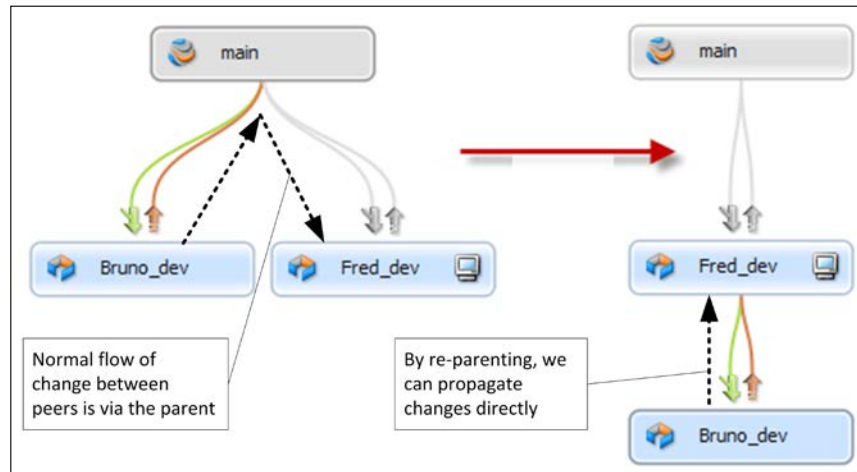 main
main
Bruno_dev
Fred_dev
Fred_dev
Normal flow of
change between
peers is via the parent
By re-parenting, we
can propagate
changes directly
Bruno_dev